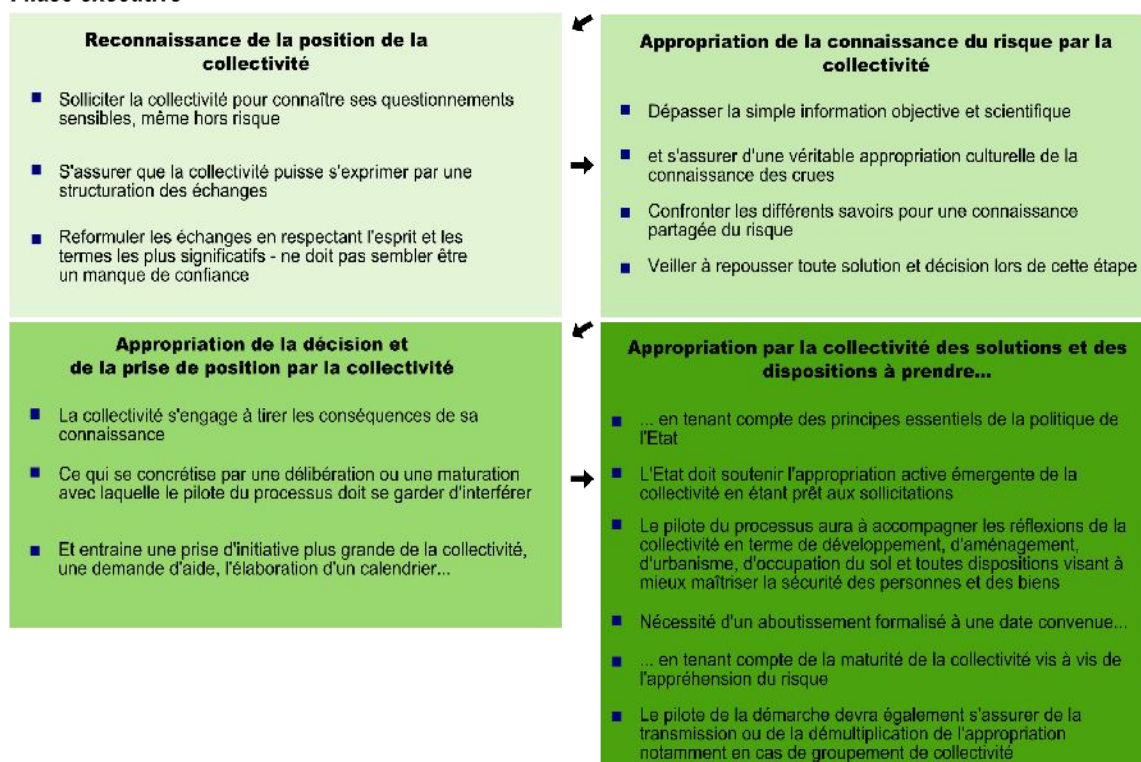 Reconnaissance de la position de la
collectivité
Solliciter la collectivité pour connaître ses questionnements
sensibles, même hors risque
S'assurer que la collectivité puisse s'exprimer par une
structuration des échanges
Reformuler les échanges en respectant l'esprit et les
termes les plus significatifs - ne doit pas sembler être
un manque de confiance
Appropriation de la connaissance du risque par la
collectivité
Dépasser la simple information objective et scientifique
et s'assurer d'une véritable appropriation culturelle de la
connaissance des crues
Confronter les différents savoirs pour une connaissance
partagée du risque
Veiller à repousser toute solution et décision lors de cette étape
Appropriation de la décision et
de la prise de position par la collectivité
La collectivité s'engage à tirer les conséquences de sa
connaissance
Ce qui se concrétise par une délibération ou une maturation
avec laquelle le pilote du processus doit se garder d'interférer
Et entraine une prise d'initiative plus grande de la collectivité,
une demande d'aide, l'élaboration d'un calendrier...
Appropriation par la collectivité des solutions et des
dispositions à prendre...
... en tenant compte des principes essentiels de la politique de
l'Etat
L'Etat doit soutenir l'appropriation active émergente de la
collectivité en étant prêt aux sollicitations
Le pilote du processus aura à accompagner les réflexions de la
collectivité en terme de développement, d'aménagement,
d'urbanisme, d'occupation du sol et toutes dispositions visant à
mieux maîtriser la sécurité des personnes et des biens
Nécessité d'un aboutissement formalisé à une date convenue...
... en tenant compte de la maturité de la collectivité vis à vis de
l'appréhension du risque
Le pilote de la démarche devra également s'assurer de la
transmission ou de la démultiplication de l'appropriation
notamment en cas de groupement de collectivité